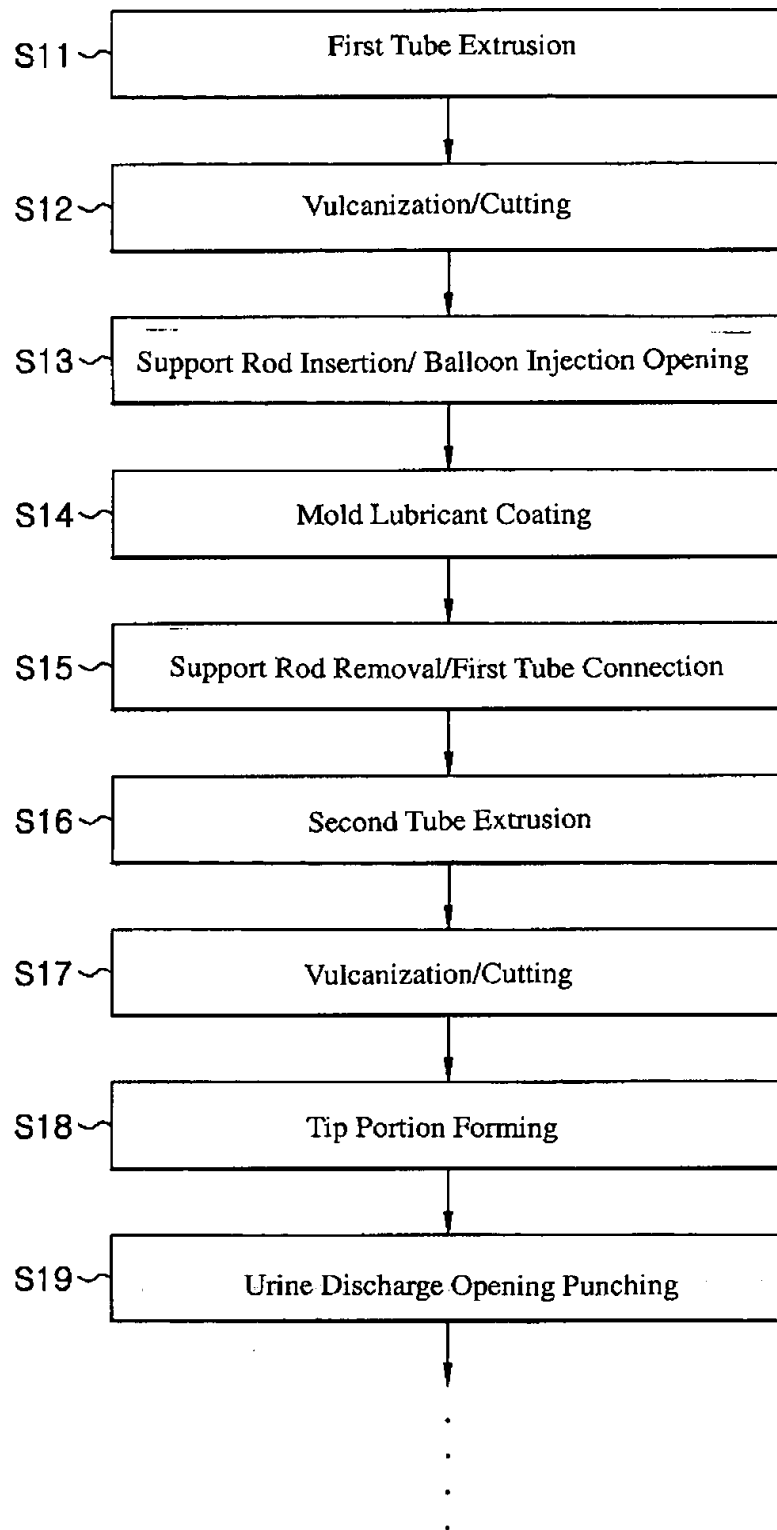 S11 First Tube Extrusion
S12 Vulcanization/Cutting
S13 Support Rod Insertion/ Balloon Injection Opening
S14 Mold Lubricant Coating
S15 Support Rod Removal/First Tube Connection
S16 Second Tube Extrusion
S17 Vulcanization/Cutting
S18 Tip Portion Forming
S19 Urine Discharge Opening Punching